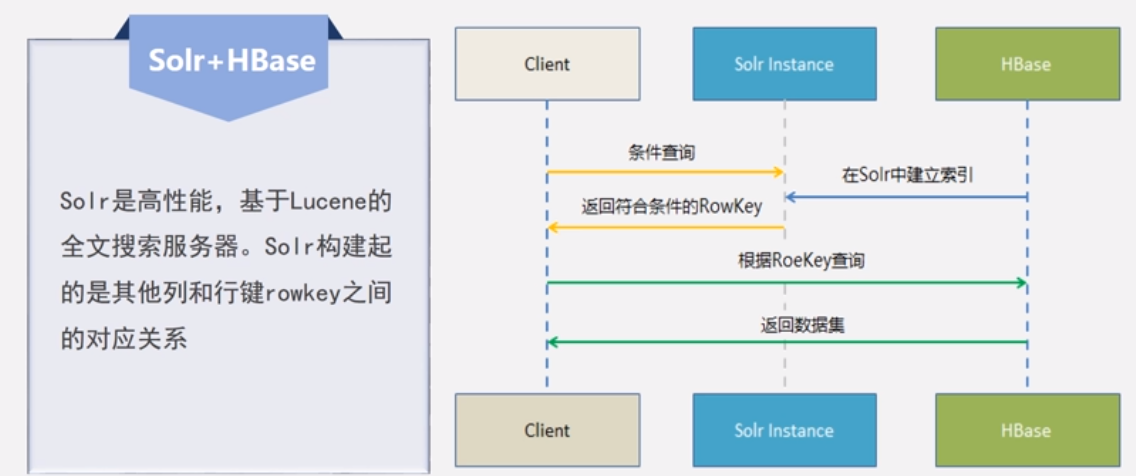 Solr+HBase
Solr是高性能，基于Lucene的
全文搜索服务器。Solr构建起
的是其他列和行键rowkey之间
的对应关系
Client
Solr Instance
HBase
条件查询
在Solr中建立索引
返回符合条件的RowKey
根据RoeKey查询
返回数据集
Client
Solr Instance
HBase